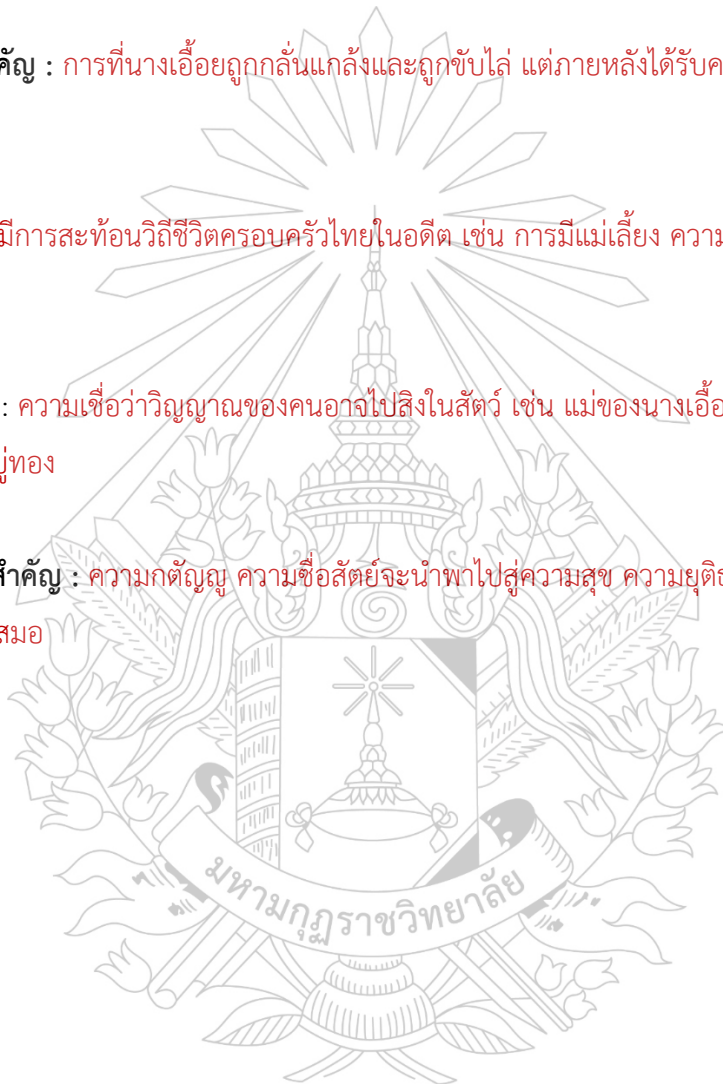 คัญ : การที่นางเอื้อยถูกกลั่นแกล้งและถูกขับไล่ แต่ภายหลังได้รับค
มีการสะท้อนวิถีชีวิตครอบครัวไทยในอดีต เช่น การมีแม่เลี้ยง ความ
: ความเชื่อว่าวิญญาณของคนอาจไปสิงในสัตว์ เช่น แม่ของนางเอื้อ
บู่ทอง
สำคัญ : ความกตัญญู ความซื่อสัตย์จะนำพาไปสู่ความสุข ความยุติธ
เสมอ
มหามกุฏราชวิทยาลัย